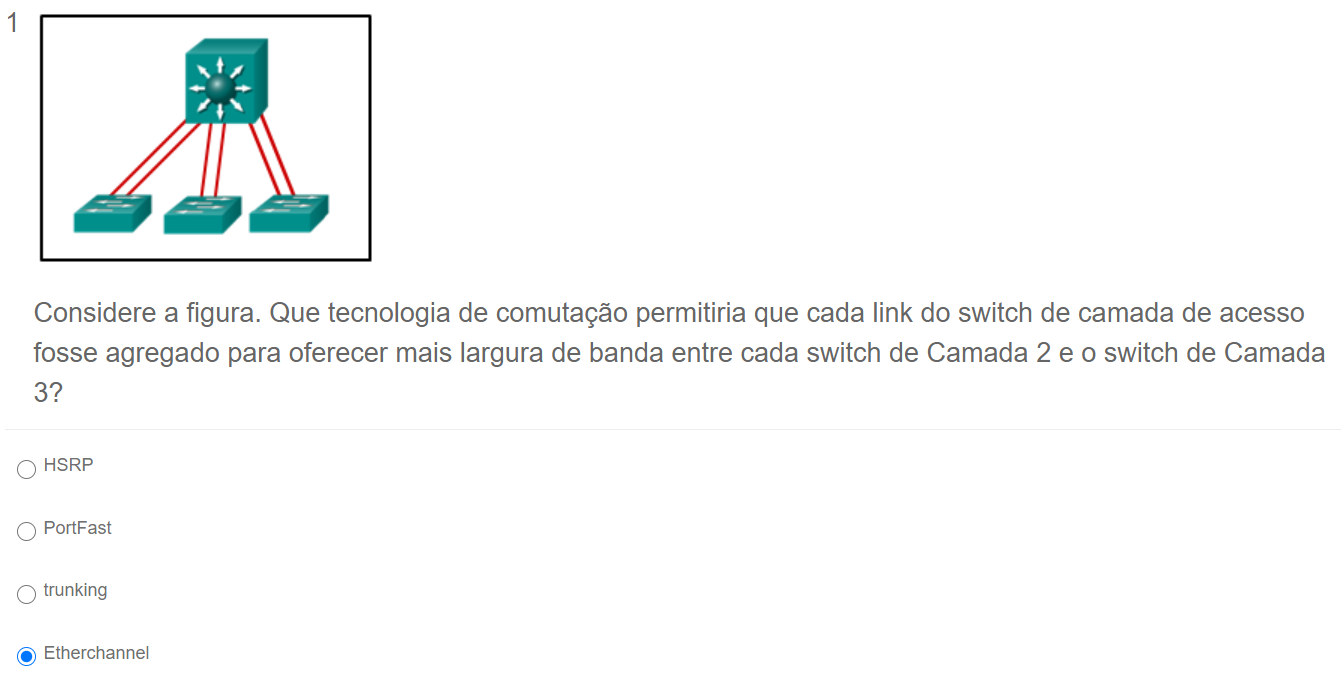 1
Considere a figura. Que tecnologia de comutação permitiria que cada link do switch de camada de acesso
fosse agregado para oferecer mais largura de banda entre cada switch de Camada 2 e o switch de Camada
3?
HSRP
PortFast
trunking
Etherchannel